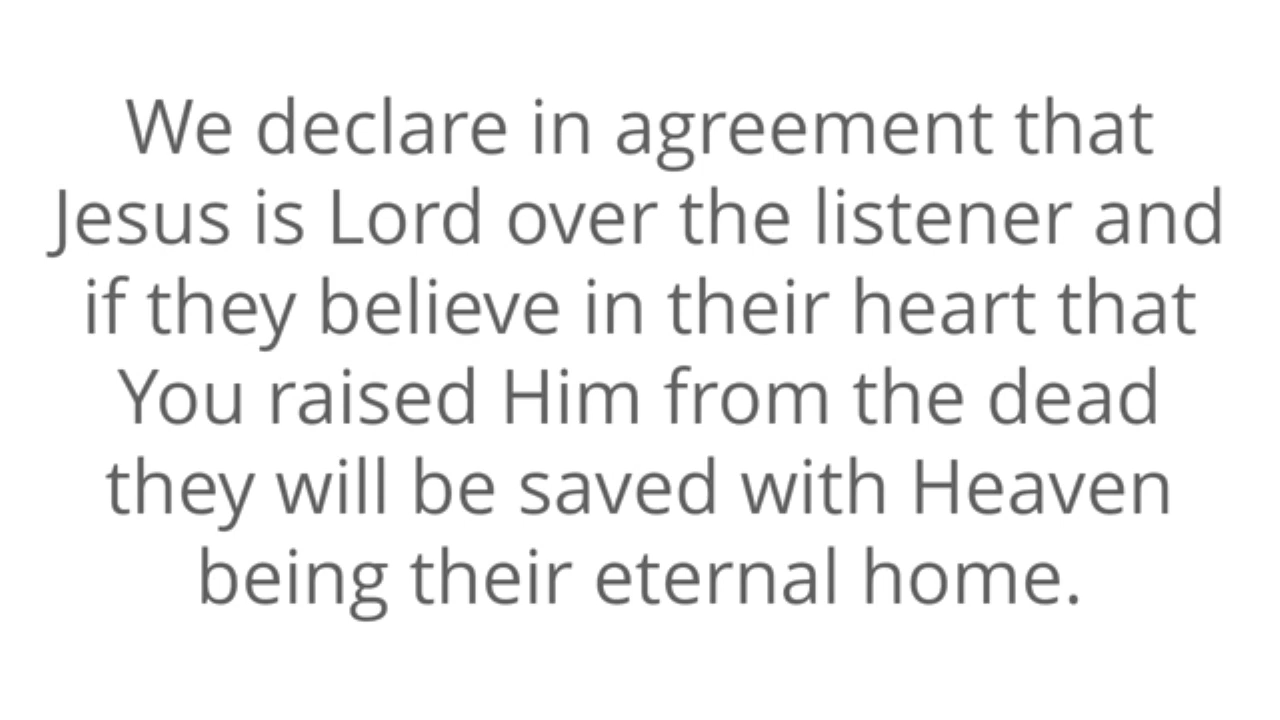 We declare in agreement that
Jesus is Lord over the listener and
if they believe in their heart that
You raised Him from the dead
they will be saved with Heaven
being their eternal home.